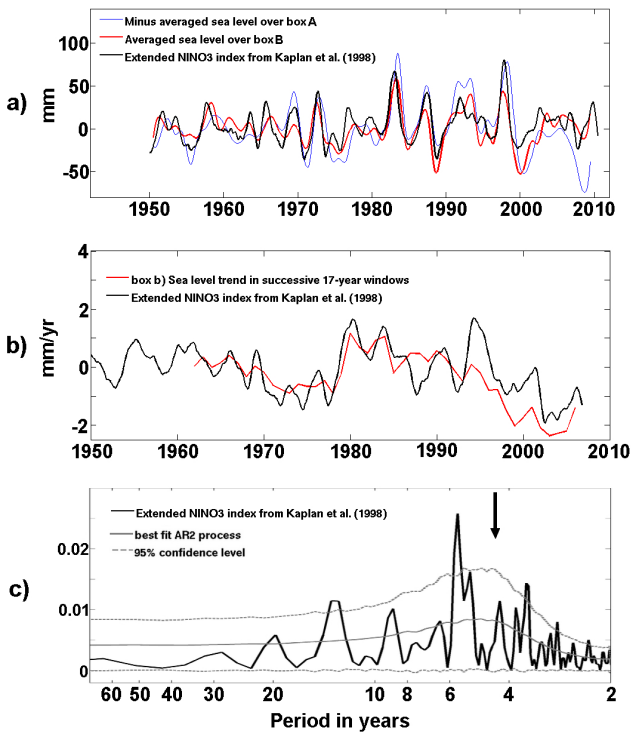 a)
mm
Minus averaged sea level over box A
Averaged sea level over box B
Extended NINO3 index from Kaplan et al. (1998)
100
50
0
-50
1950 1960 1970 1980 1990 2000 2010
b)
mm/yr
box b) Sea level trend in successive 17-year windows
Extended NINO3 index from Kaplan et al. (1998)
4
2
0
-2
1950 1960 1970 1980 1990 2000 2010
c)
Extended NINO3 index from Kaplan et al. (1998)
best fit AR2 process
95% confidence level
0.02
0.01
0
60 50 40 30 20 10 8 6 4 2
Period in years